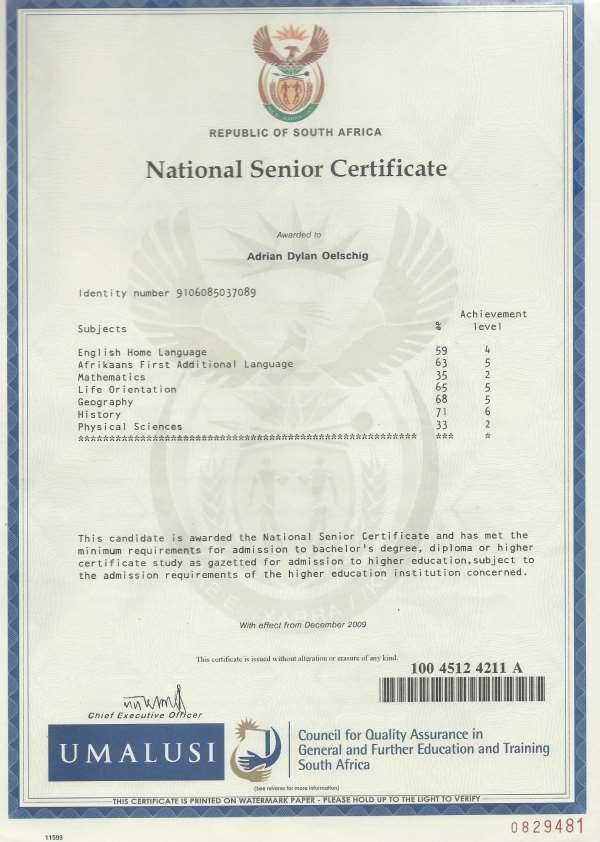 REPUBLIC OF SOUTH AFRICA
National Senior Certificate
Awarded to
Adrian Dylan Oelschig
Identity number 9106085037089
Subjects % Achievement level
English Home Language 59 4
Afrikaans First Additional Language 63 5
Mathematics 35 2
Life Orientation 65 5
Geography 68 5
History 71 6
Physical Sciences 33 2
******************************************************** *** *
This candidate is awarded the National Senior Certificate and has met the
minimum requirements for admission to bachelor's degree, diploma or higher
certificate study as gazetted for admission to higher education,subject to
the admission requirements of the higher education institution concerned.
With effect from December 2009
This certificate is issued without alteration or erasure of any kind.
100 4512 4211 A
Chief Executive Officer
UMALUSI
Council for Quality Assurance in
General and Further Education and Training
South Africa
(See reverse for more information)
THIS CERTIFICATE IS PRINTED ON WATERMARK PAPER - PLEASE HOLD UP TO THE LIGHT TO VERIFY
11593
0829481